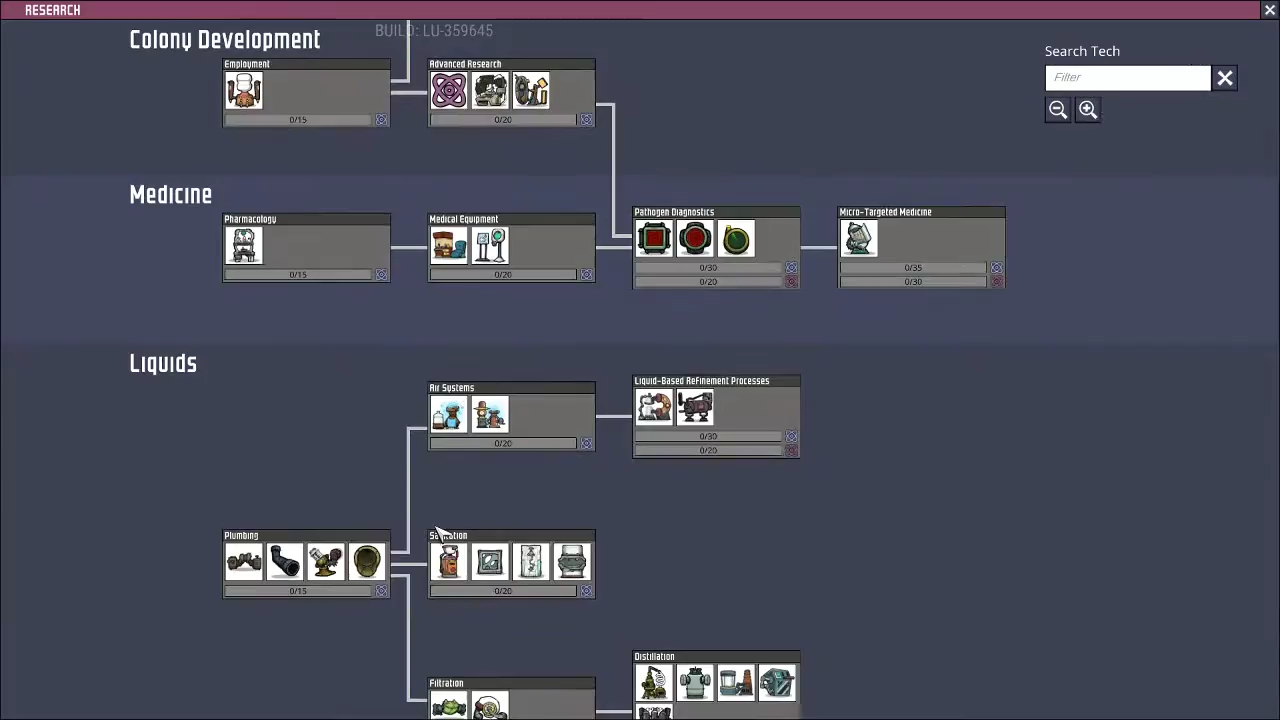 RESEARCH
BUILD: LU-359645
Colony Development
Search Tech
Filter
Employment
0/15
Advanced Research
0/20
Medicine
Pharmacology
0/15
Medical Equipment
0/20
Pathogen Diagnostics
0/30
0/20
Micro-Targeted Medicine
0/35
0/30
Liquids
Air Systems
0/20
Liquid-Based Refinement Processes
0/30
0/20
Plumbing
0/15
0/20
Filtration
Distillation